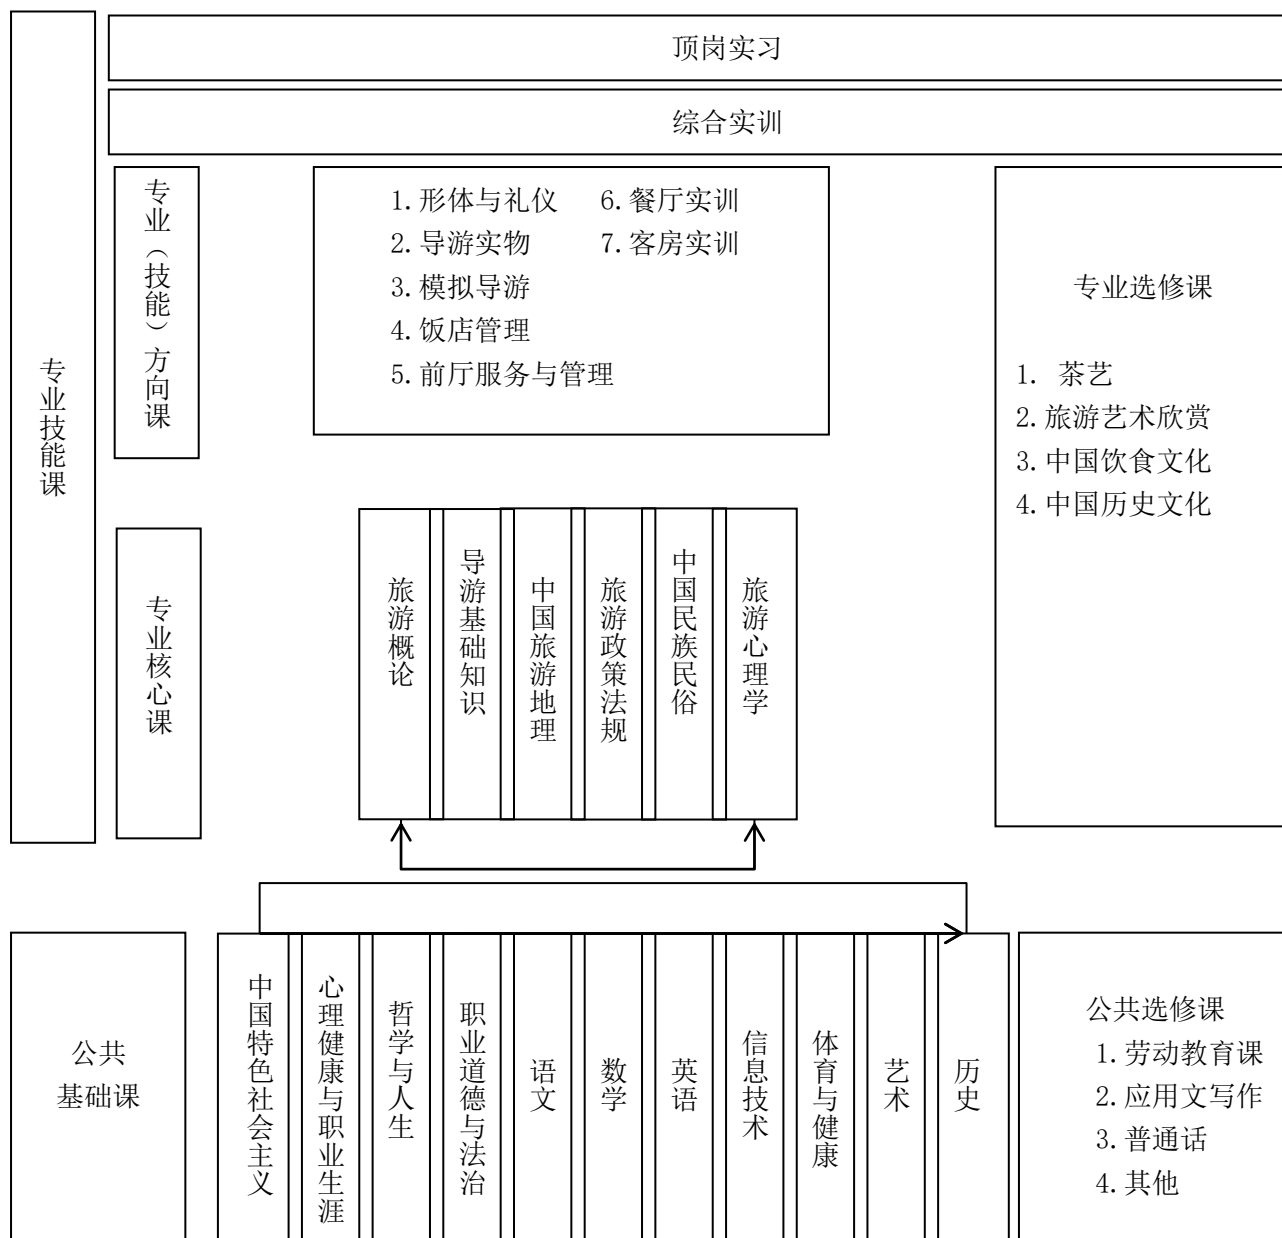 顶岗实习
综合实训
专业技能课
专业（技能）方向课
1.形体与礼仪 6.餐厅实训
2.导游实物 7.客房实训
3.模拟导游
4.饭店管理
5.前厅服务与管理
专业选修课
1. 茶艺
2.旅游艺术欣赏
3.中国饮食文化
4.中国历史文化
专业核心课
旅游概论
导游基础知识
中国旅游地理
旅游政策法规
中国民族民俗
旅游心理学
公共
基础课
中国特色社会主义
心理健康与职业生涯
哲学与人生
职业道德与法治
语文
数学
英语
信息技术
体育与健康
艺术
历史
公共选修课
1.劳动教育课
2.应用文写作
3.普通话
4.其他